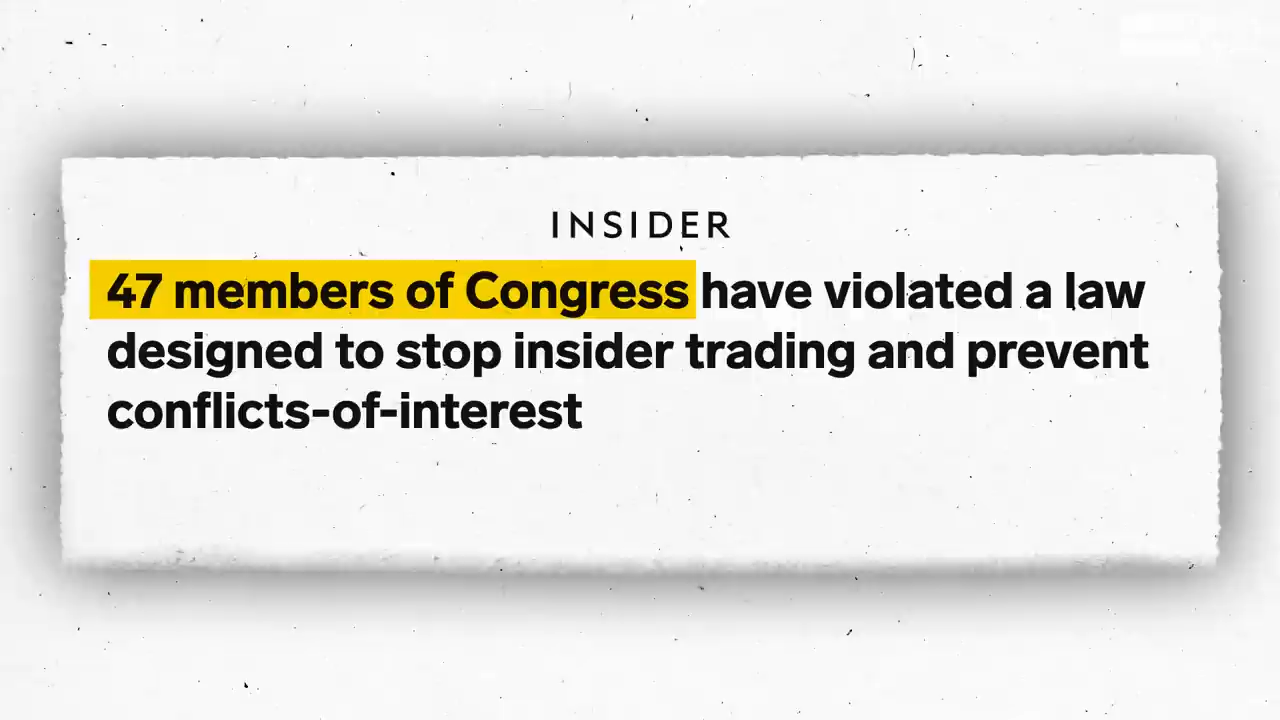 INSIDER
47 members of Congress have violated a law
designed to stop insider trading and prevent
conflicts-of-interest